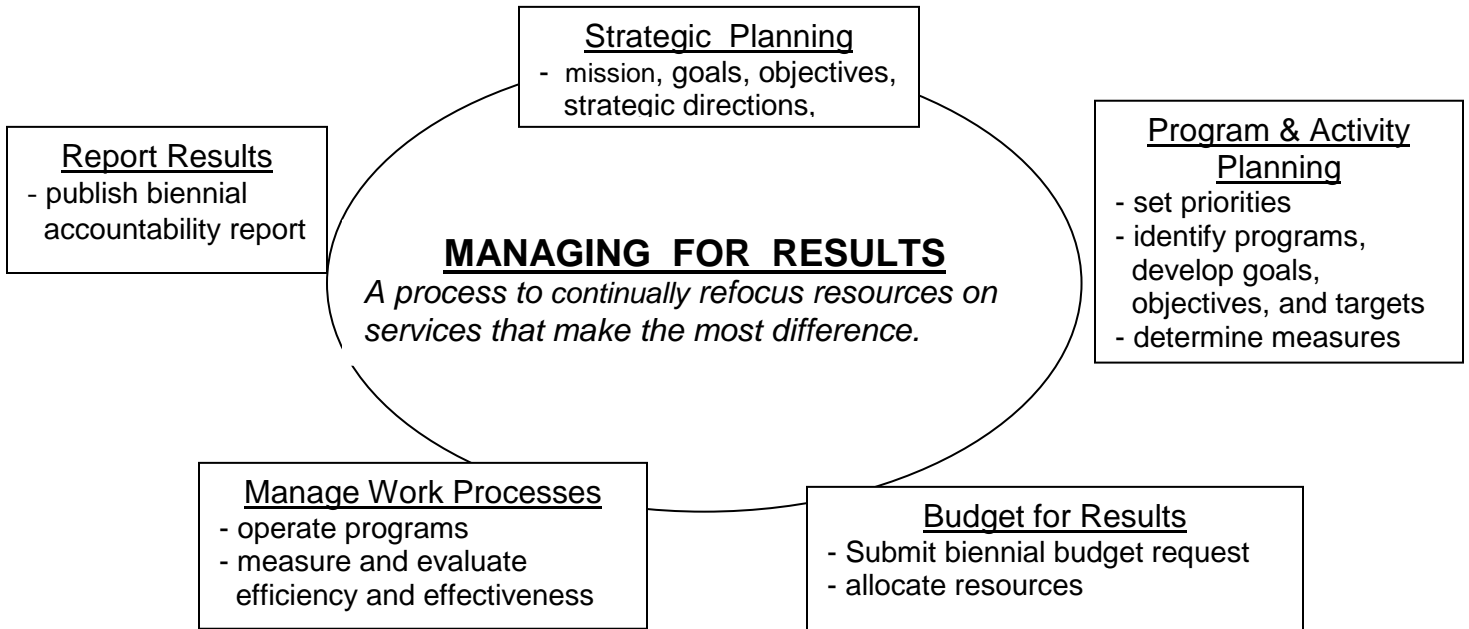 Strategic Planning
- mission, goals, objectives,
strategic directions,
Program & Activity
Planning
- set priorities
- identify programs,
develop goals,
objectives, and targets
- determine measures
Report Results
- publish biennial
accountability report
MANAGING FOR RESULTS
A process to continually refocus resources on
services that make the most difference.
Manage Work Processes
- operate programs
- measure and evaluate
efficiency and effectiveness
Budget for Results
- Submit biennial budget request
- allocate resources